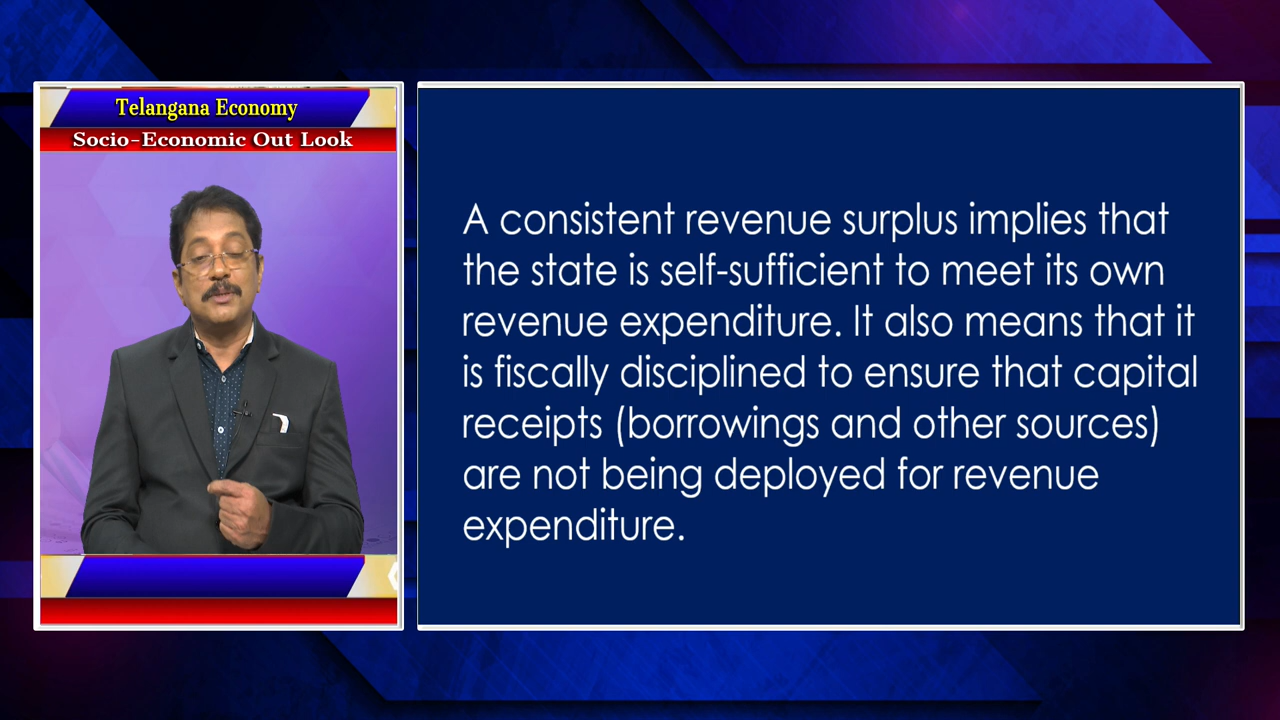 Telangana Economy
Socio-Economic Out Look
A consistent revenue surplus implies that
the state is self-sufficient to meet its own
revenue expenditure. It also means that it
is fiscally disciplined to ensure that capital
receipts (borrowings and other sources)
are not being deployed for revenue
expenditure.